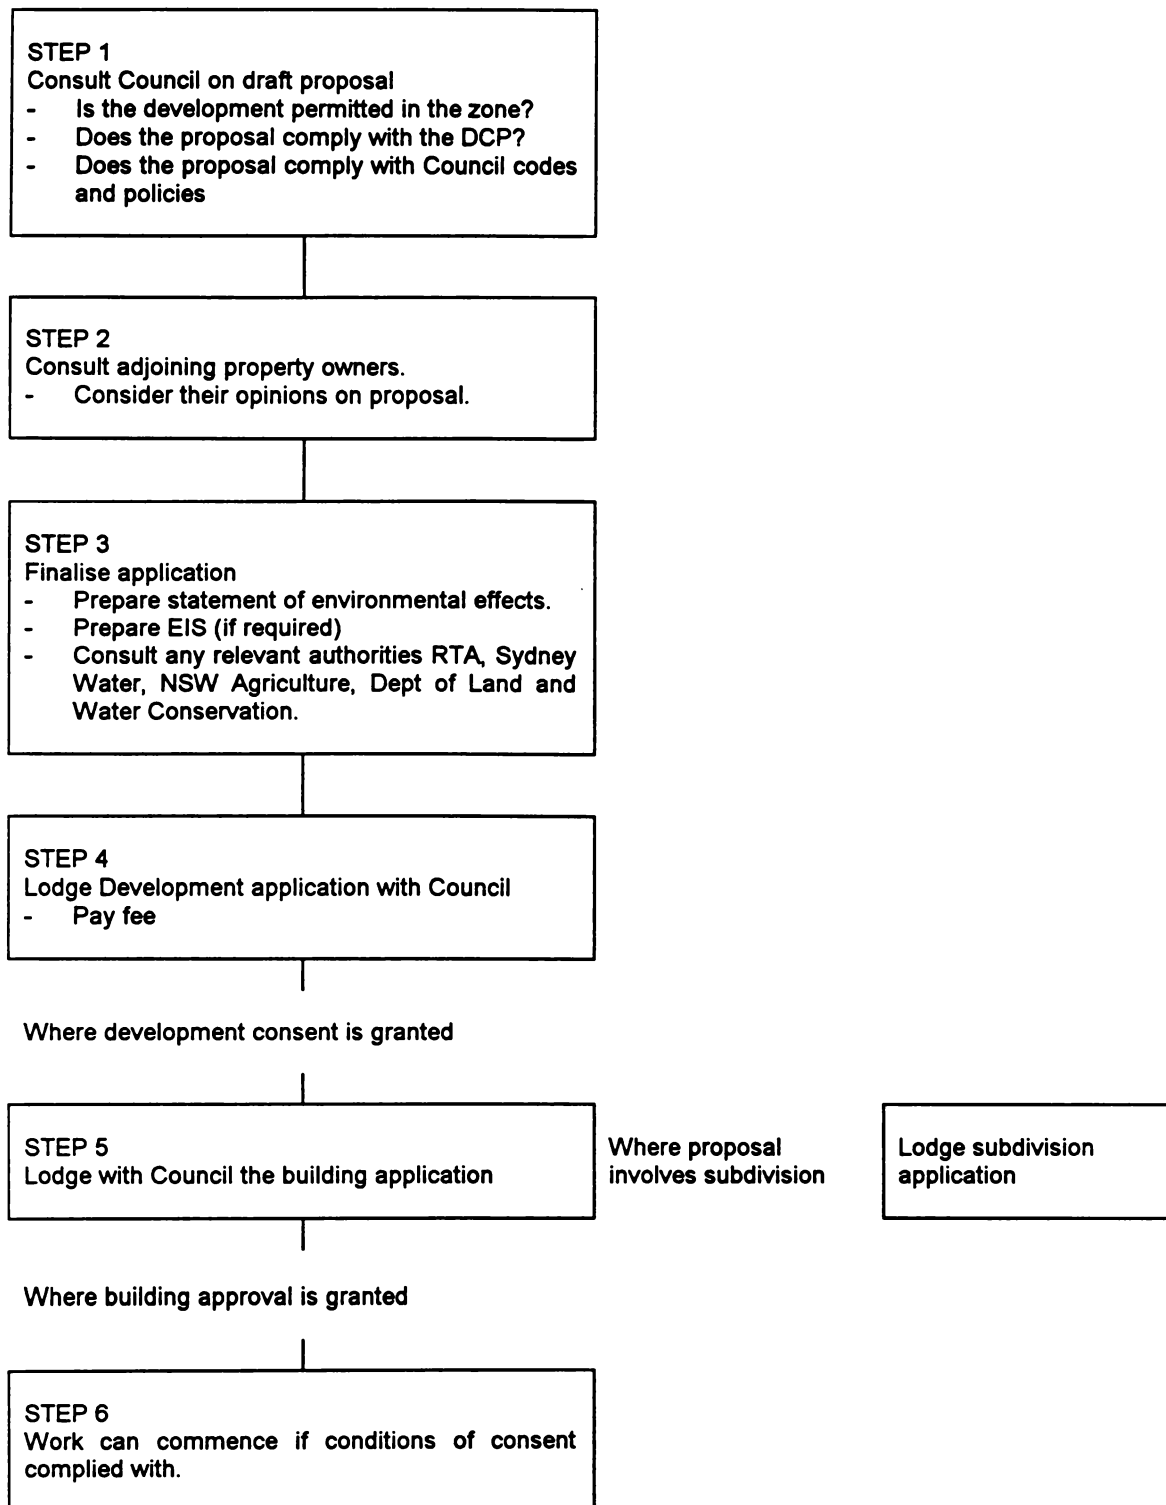 STEP 1
Consult Council on draft proposal
- Is the development permitted in the zone?
- Does the proposal comply with the DCP?
- Does the proposal comply with Council codes
and policies
STEP 2
Consult adjoining property owners.
- Consider their opinions on proposal.
STEP 3
Finalise application
- Prepare statement of environmental effects.
- Prepare EIS (if required)
- Consult any relevant authorities RTA, Sydney
Water, NSW Agriculture, Dept of Land and
Water Conservation.
STEP 4
Lodge Development application with Council
- Pay fee
Where development consent is granted
STEP 5
Lodge with Council the building application
Where proposal
involves subdivision
Lodge subdivision
application
Where building approval is granted
STEP 6
Work can commence if conditions of consent
complied with.